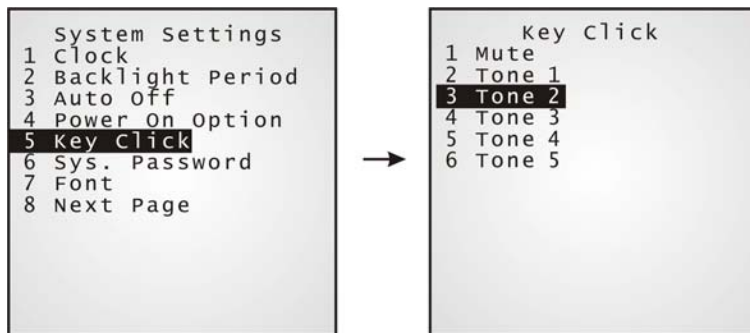 System Settings
1 Clock
2 Backlight Period
3 Auto Off
4 Power On Option
5 Key Click
6 Sys. Password
7 Font
8 Next Page
Key Click
1 Mute
2 Tone 1
3 Tone 2
4 Tone 3
5 Tone 4
6 Tone 5